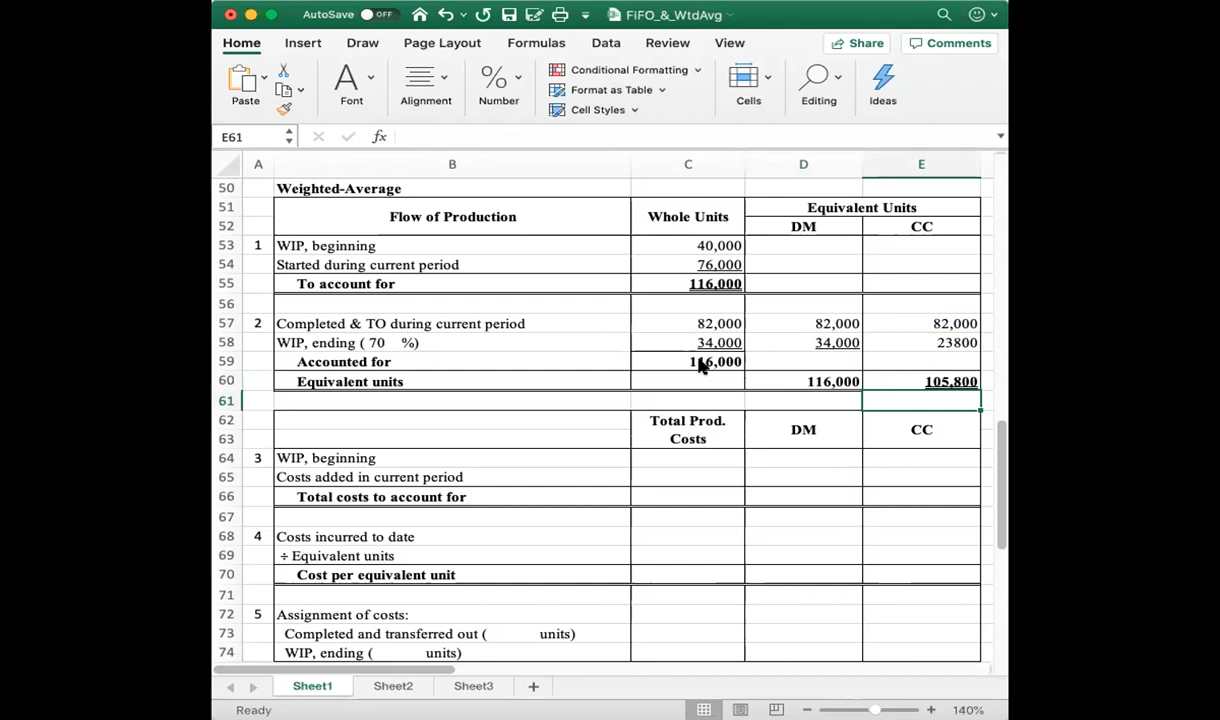 AutoSave OFF FIFO_&_WtdAvg
Home Insert Draw Page Layout Formulas Data Review View Share Comments
Paste Font Alignment % Number Conditional Formatting Format as Table Cell Styles Cells Editing Ideas
E61 fx
A B C D E
50 Weighted-Average
51 Flow of Production Whole Units Equivalent Units
52 DM CC
53 1 WIP, beginning 40,000
54 Started during current period 76,000
55 To account for 116,000
56
57 2 Completed & TO during current period 82,000 82,000 82,000
58 WIP, ending ( 70 %) 34,000 34,000 23800
59 Accounted for 116,000
60 Equivalent units 116,000 105,800
61
62 Total Prod. DM CC
63 Costs
64 3 WIP, beginning
65 Costs added in current period
66 Total costs to account for
67
68 4 Costs incurred to date
69 ÷ Equivalent units
70 Cost per equivalent unit
71
72 5 Assignment of costs:
73 Completed and transferred out ( units)
74 WIP, ending ( units)
Sheet1 Sheet2 Sheet3 +
Ready 140%